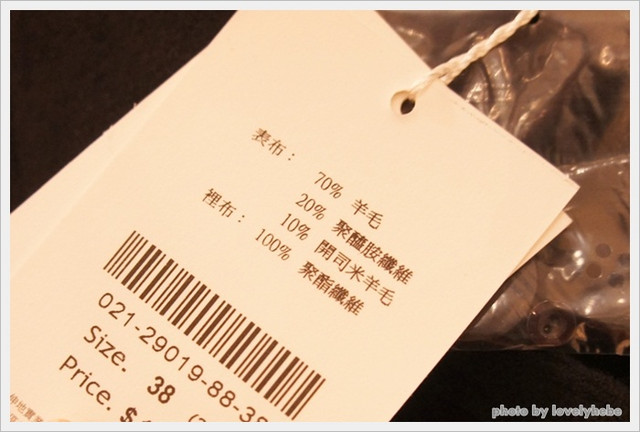 表布：
70% 羊毛
20% 聚醯胺纖維
10% 開司米羊毛
裡布：
100% 聚酯纖維
021-29019-88-38
Size. 38
Price. $
photo by lovelyhebe